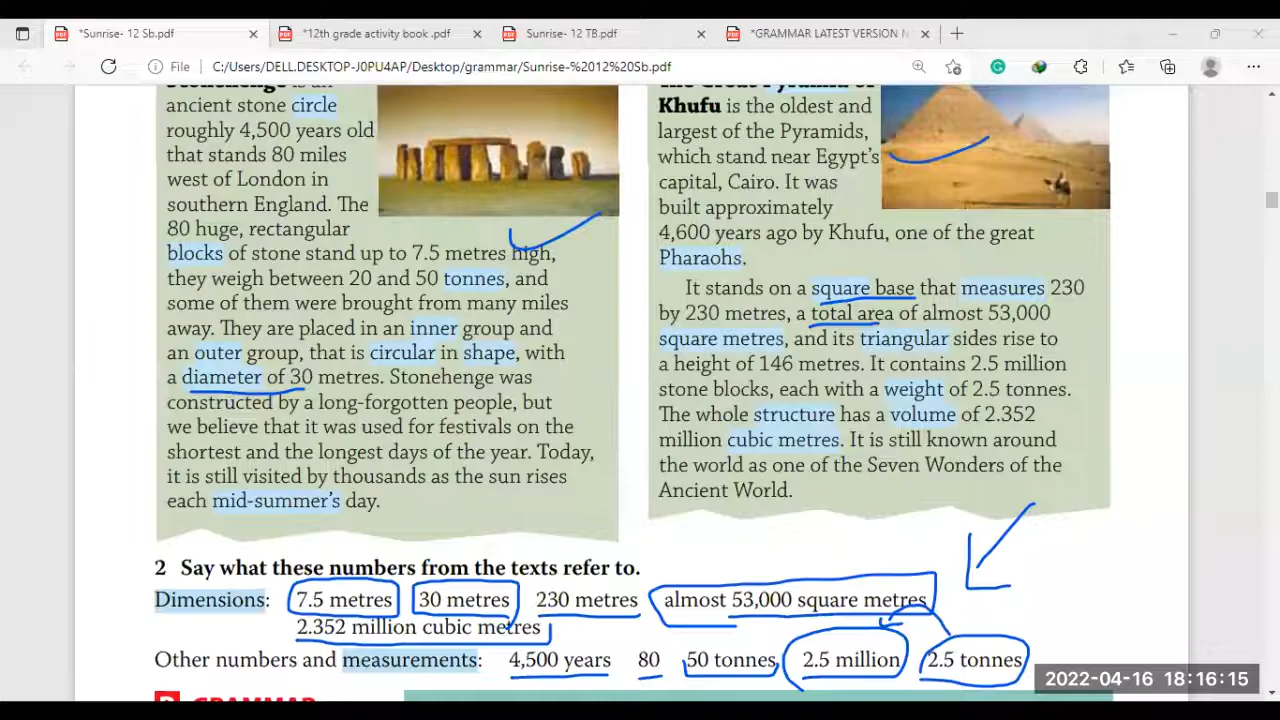 *Sunrise- 12 Sb.pdf
*12th grade activity book .pdf
Sunrise- 12 TB.pdf
*GRAMMAR LATEST VERSION N
File
C:/Users/DELL.DESKTOP-J0PU4AP/Desktop/grammar/Sunrise-%2012%20Sb.pdf
Stonehenge is an
ancient stone circle
roughly 4,500 years old
that stands 80 miles
west of London in
southern England. The
80 huge, rectangular
blocks of stone stand up to 7.5 metres high,
they weigh between 20 and 50 tonnes, and
some of them were brought from many miles
away. They are placed in an inner group and
an outer group, that is circular in shape, with
a diameter of 30 metres. Stonehenge was
constructed by a long-forgotten people, but
we believe that it was used for festivals on the
shortest and the longest days of the year. Today,
it is still visited by thousands as the sun rises
each mid-summer's day.
The Great Pyramid of
Khufu is the oldest and
largest of the Pyramids,
which stand near Egypt's
capital, Cairo. It was
built approximately
4,600 years ago by Khufu, one of the great
Pharaohs.
It stands on a square base that measures 230
by 230 metres, a total area of almost 53,000
square metres, and its triangular sides rise to
a height of 146 metres. It contains 2.5 million
stone blocks, each with a weight of 2.5 tonnes.
The whole structure has a volume of 2.352
million cubic metres. It is still known around
the world as one of the Seven Wonders of the
Ancient World.
2 Say what these numbers from the texts refer to.
Dimensions: 7.5 metres 30 metres 230 metres almost 53,000 square metres
2.352 million cubic metres
Other numbers and measurements: 4,500 years 80 50 tonnes 2.5 million 2.5 tonnes
2022-04-16 18:16:15
GRAMMAR